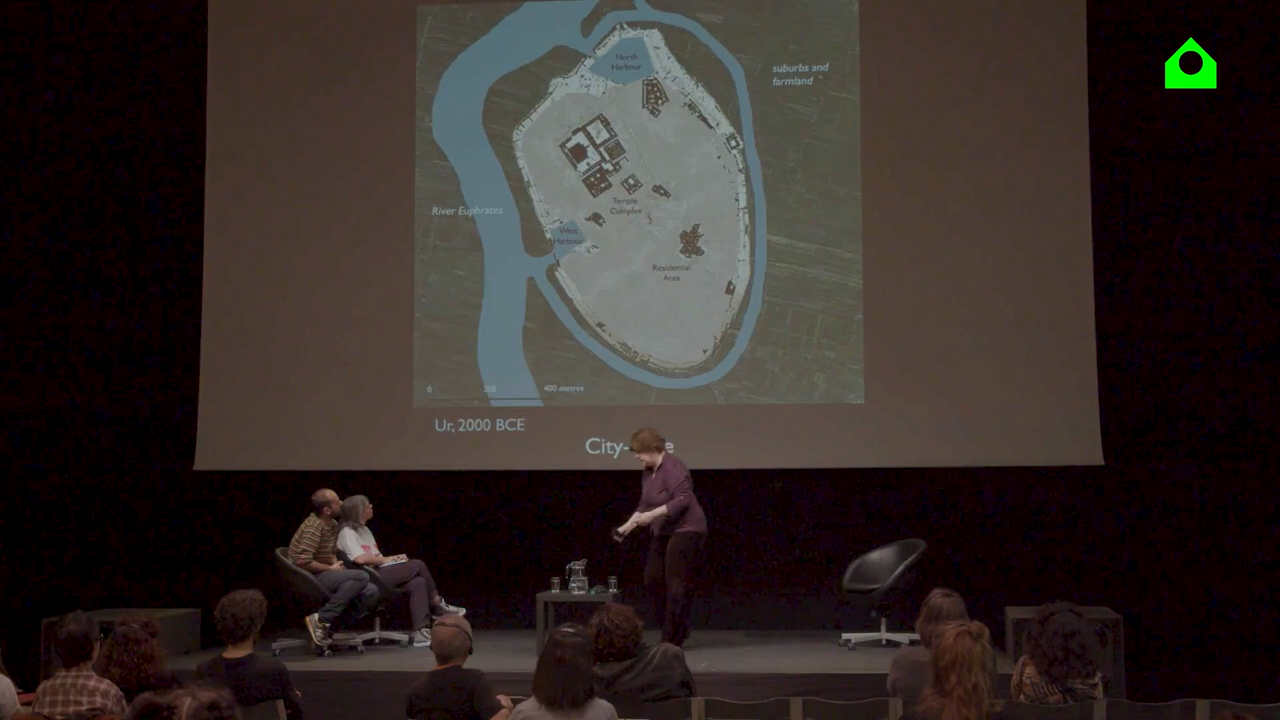 North
Harbour
suburbs and
farmland
River Euphrates
Temple
Complex
West
Harbour
Residential
Area
0 200 400 metres
Ur, 2000 BCE